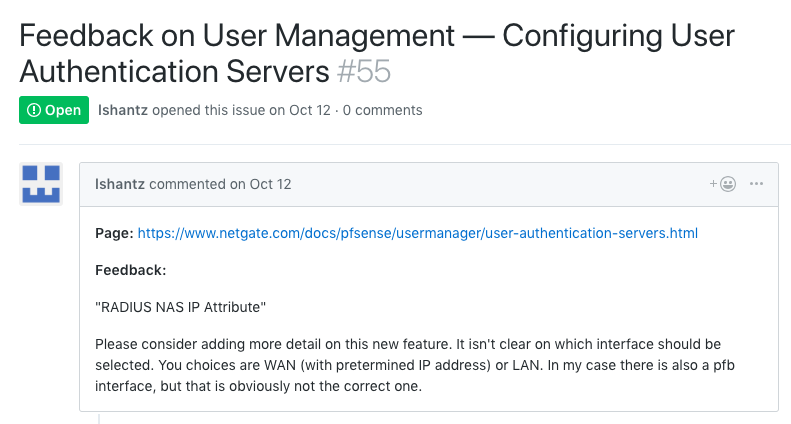 Feedback on User Management — Configuring User
Authentication Servers #55
Open lshantz opened this issue on Oct 12 · 0 comments
lshantz commented on Oct 12
Page: https://www.netgate.com/docs/pfsense/usermanager/user-authentication-servers.html
Feedback:
"RADIUS NAS IP Attribute"
Please consider adding more detail on this new feature. It isn't clear on which interface should be
selected. You choices are WAN (with pretermined IP address) or LAN. In my case there is also a pfb
interface, but that is obviously not the correct one.